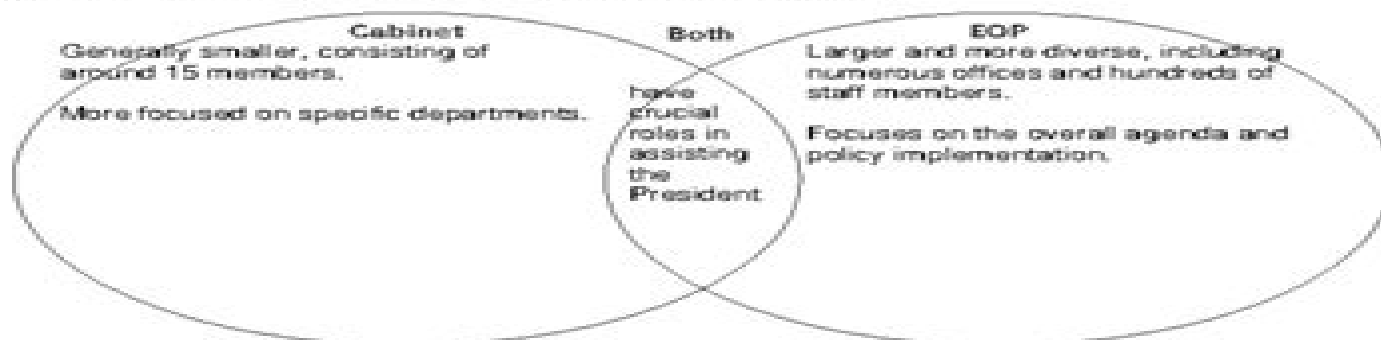 Cabinet
Generally smaller, consisting of
around 15 members.
More focused on specific departments.
Both
have
crucial
roles in
assisting
the
President
EOP
Larger and more diverse, including
numerous offices and hundreds of
staff members.
Focuses on the overall agenda and
policy implementation.